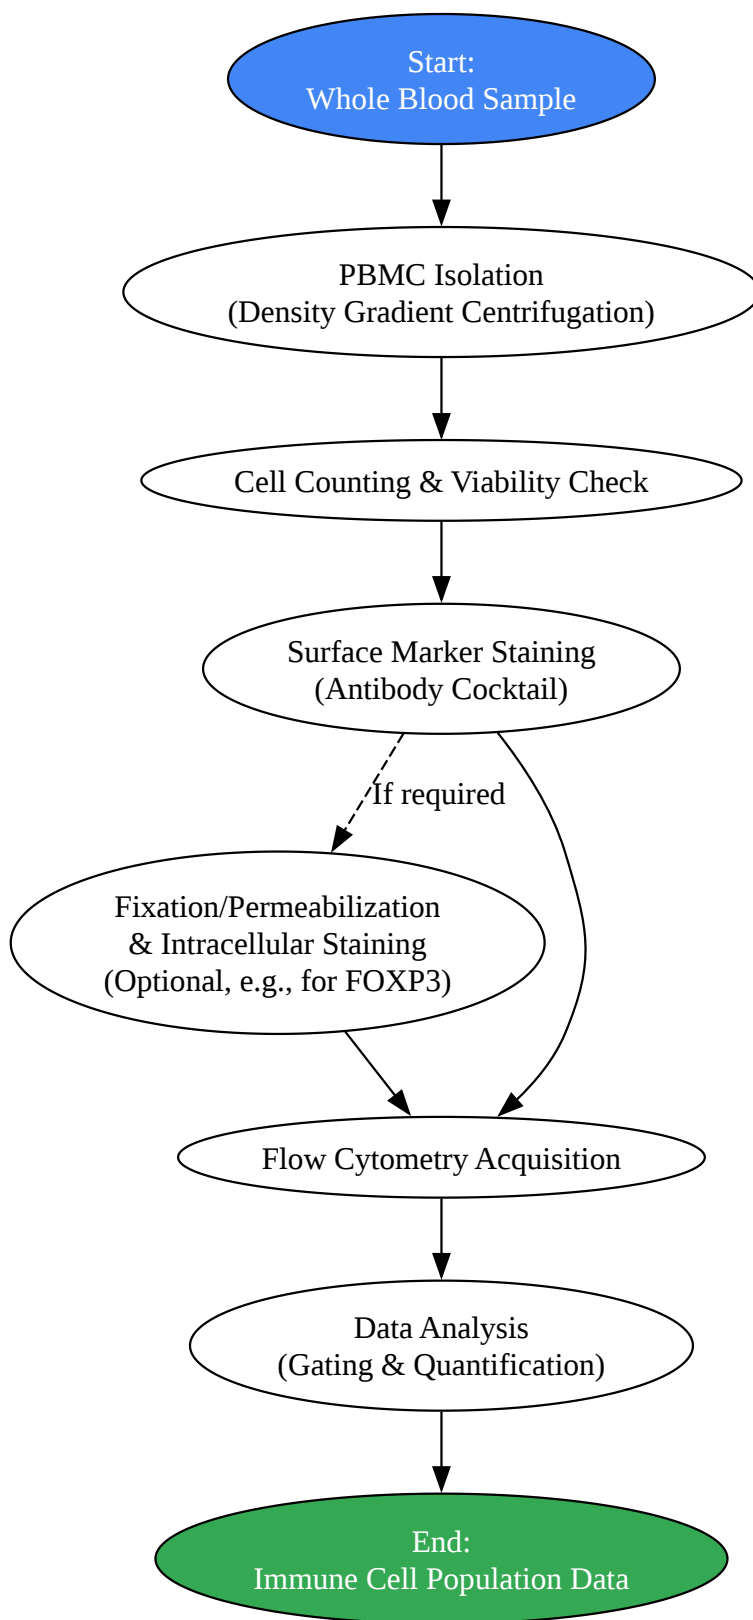 Start:
Whole Blood Sample
PBMC Isolation
(Density Gradient Centrifugation)
Cell Counting & Viability Check
Surface Marker Staining
(Antibody Cocktail)
If required
Fixation/Permeabilization
& Intracellular Staining
(Optional, e.g., for FOXP3)
Flow Cytometry Acquisition
Data Analysis
(Gating & Quantification)
End:
Immune Cell Population Data